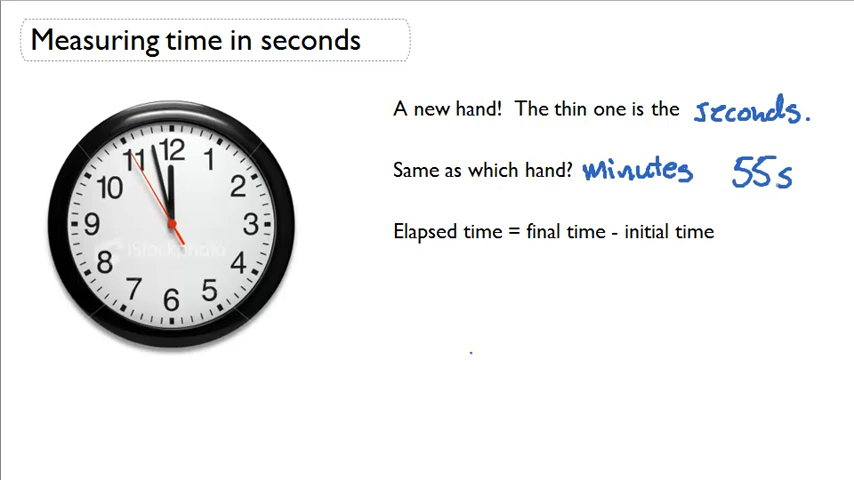 Measuring time in seconds
A new hand! The thin one is the seconds.
Same as which hand? minutes 55s
Elapsed time = final time - initial time
12
11
1
10
2
9
3
iStockphoto
8
4
7
5
6